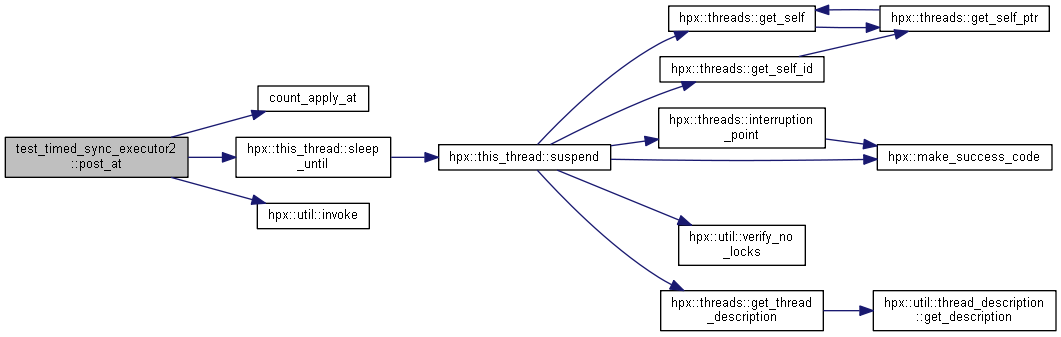 test_timed_sync_executor2
::post_at
count_apply_at
hpx::this_thread::sleep
_until
hpx::util::invoke
hpx::this_thread::suspend
hpx::threads::get_self
hpx::threads::get_self_ptr
hpx::threads::get_self_id
hpx::threads::interruption
_point
hpx::make_success_code
hpx::util::verify_no
_locks
hpx::threads::get_thread
_description
hpx::util::thread_description
::get_description